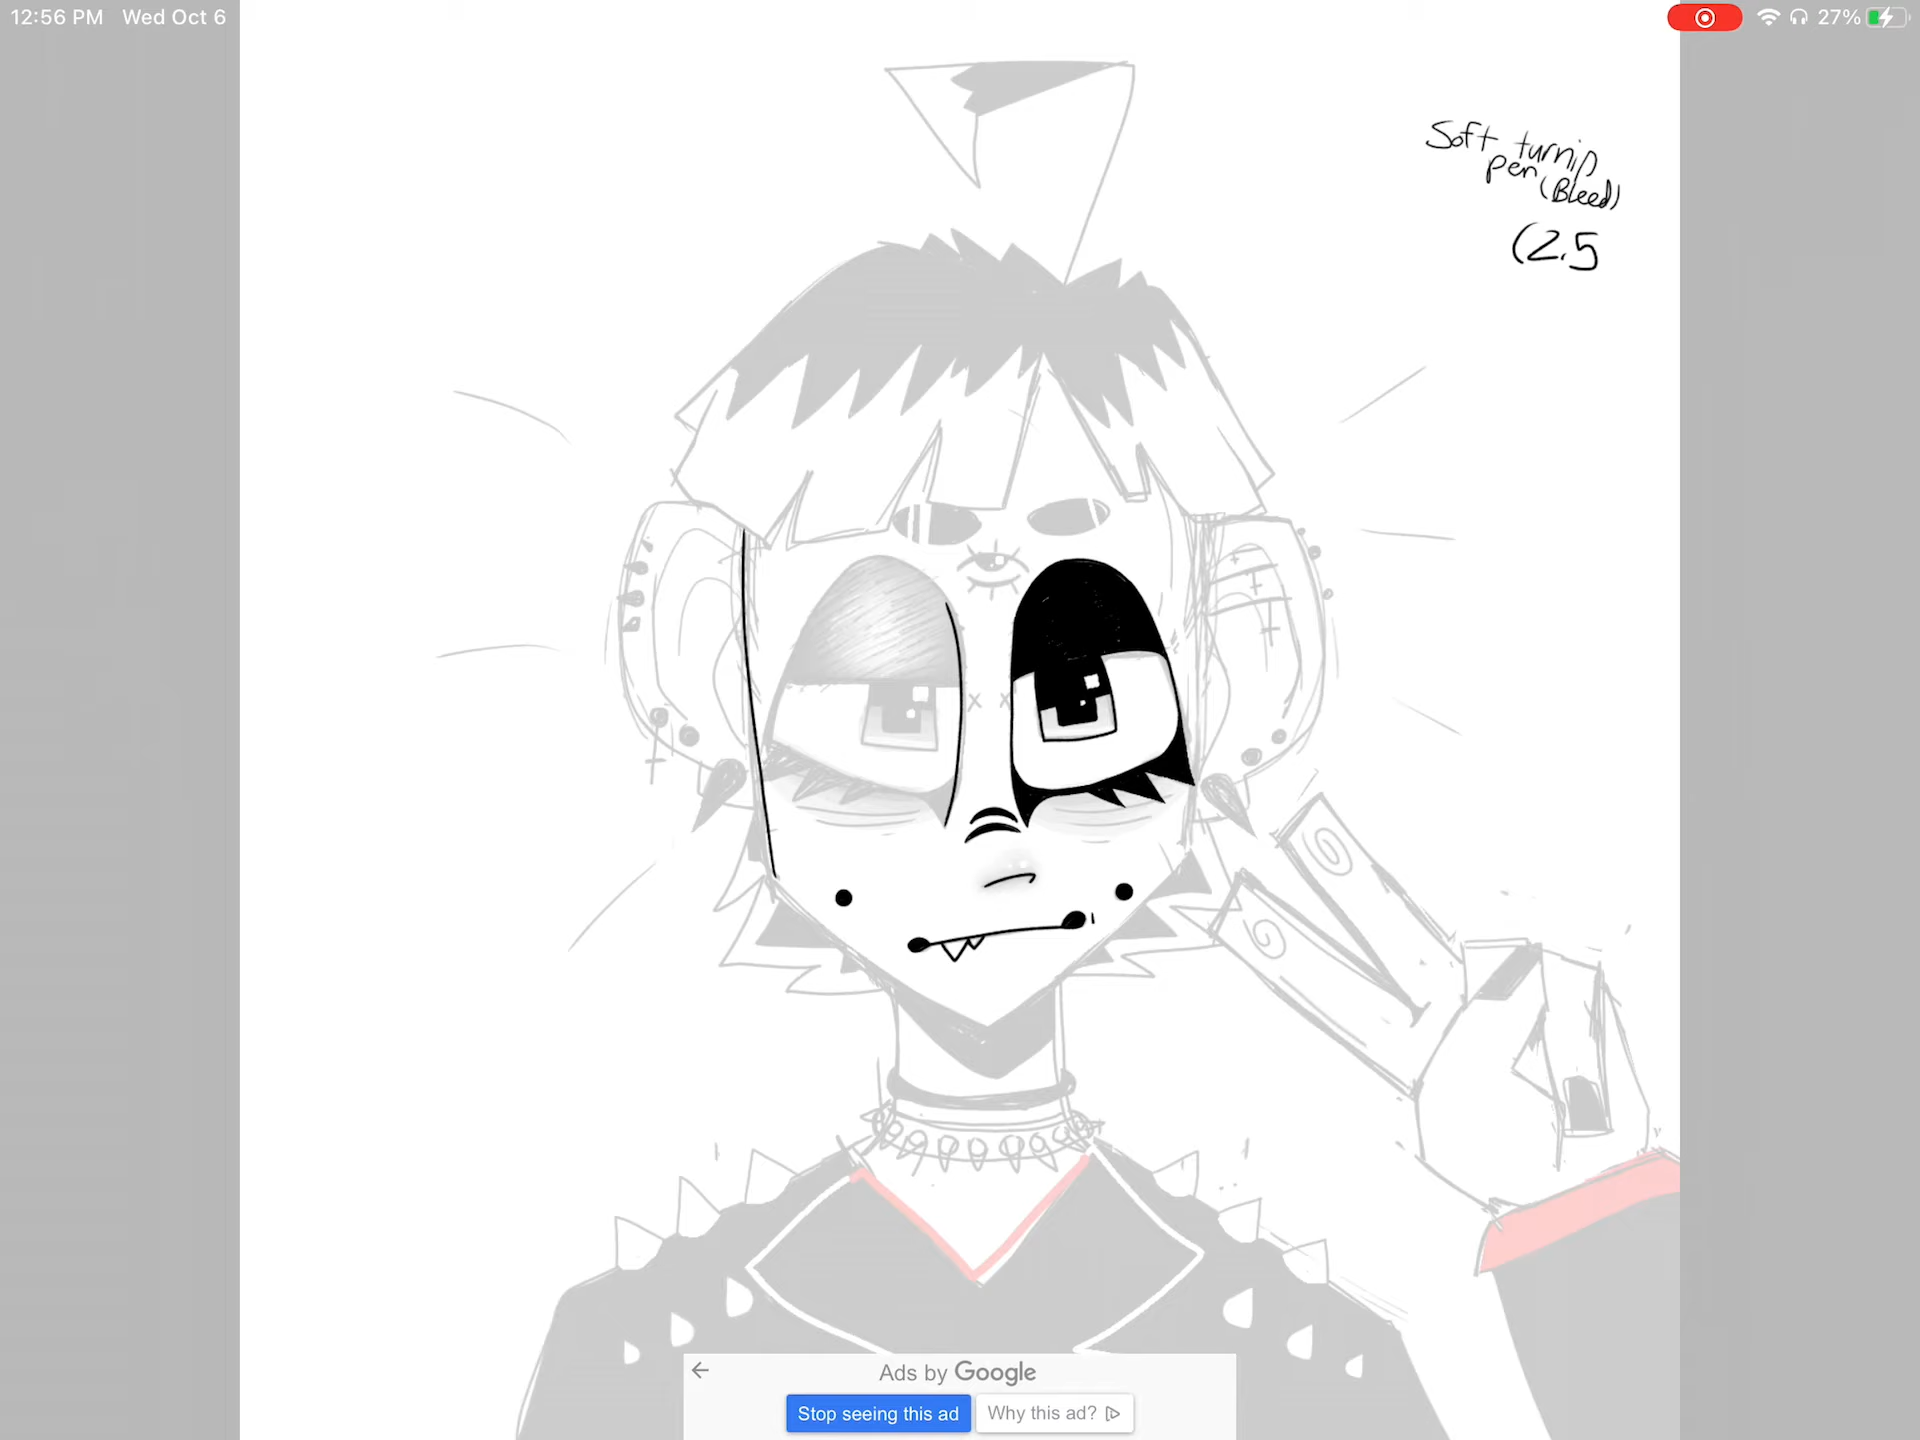 12:56 PM Wed Oct 6
27%
Soft turnip
pen (Bleed)
(2.5
x x
Ads by Google
Stop seeing this ad
Why this ad?